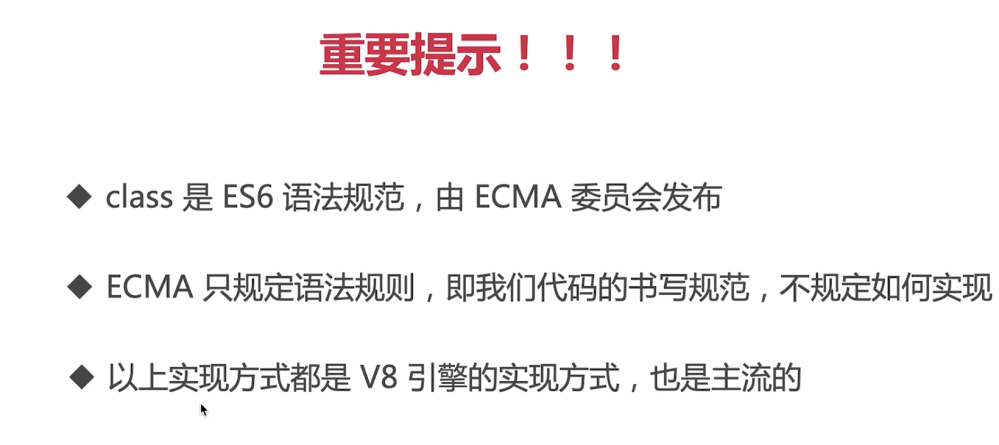 重要提示！！！
◆ class 是 ES6 语法规范，由 ECMA 委员会发布
◆ ECMA 只规定语法规则，即我们代码的书写规范，不规定如何实现
◆ 以上实现方式都是 V8 引擎的实现方式，也是主流的